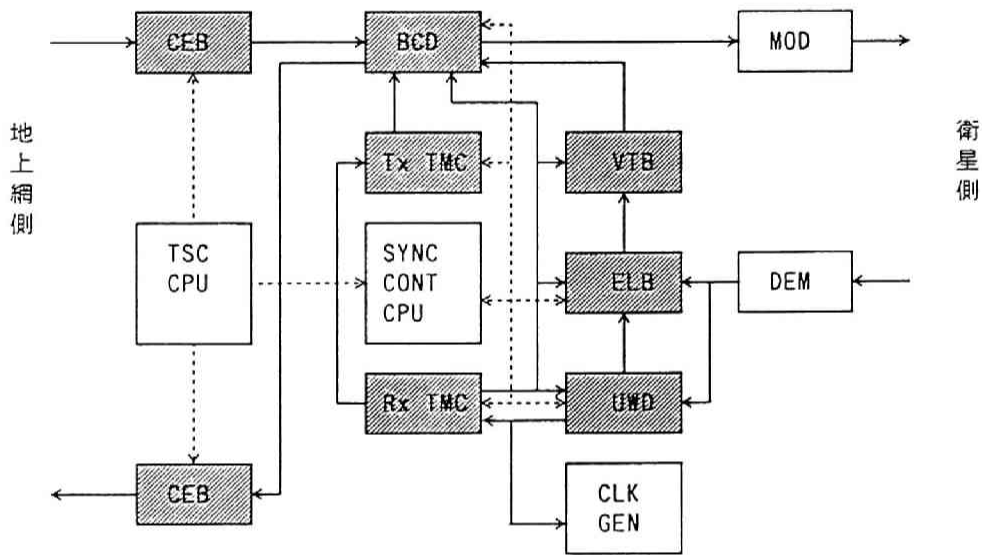 CEB
BCD
MOD
地上網側
衛星側
Tx TMC
VTB
TSC
CPU
SYNC
CONT
CPU
ELB
DEM
Rx TMC
UWD
CEB
CLK
GEN